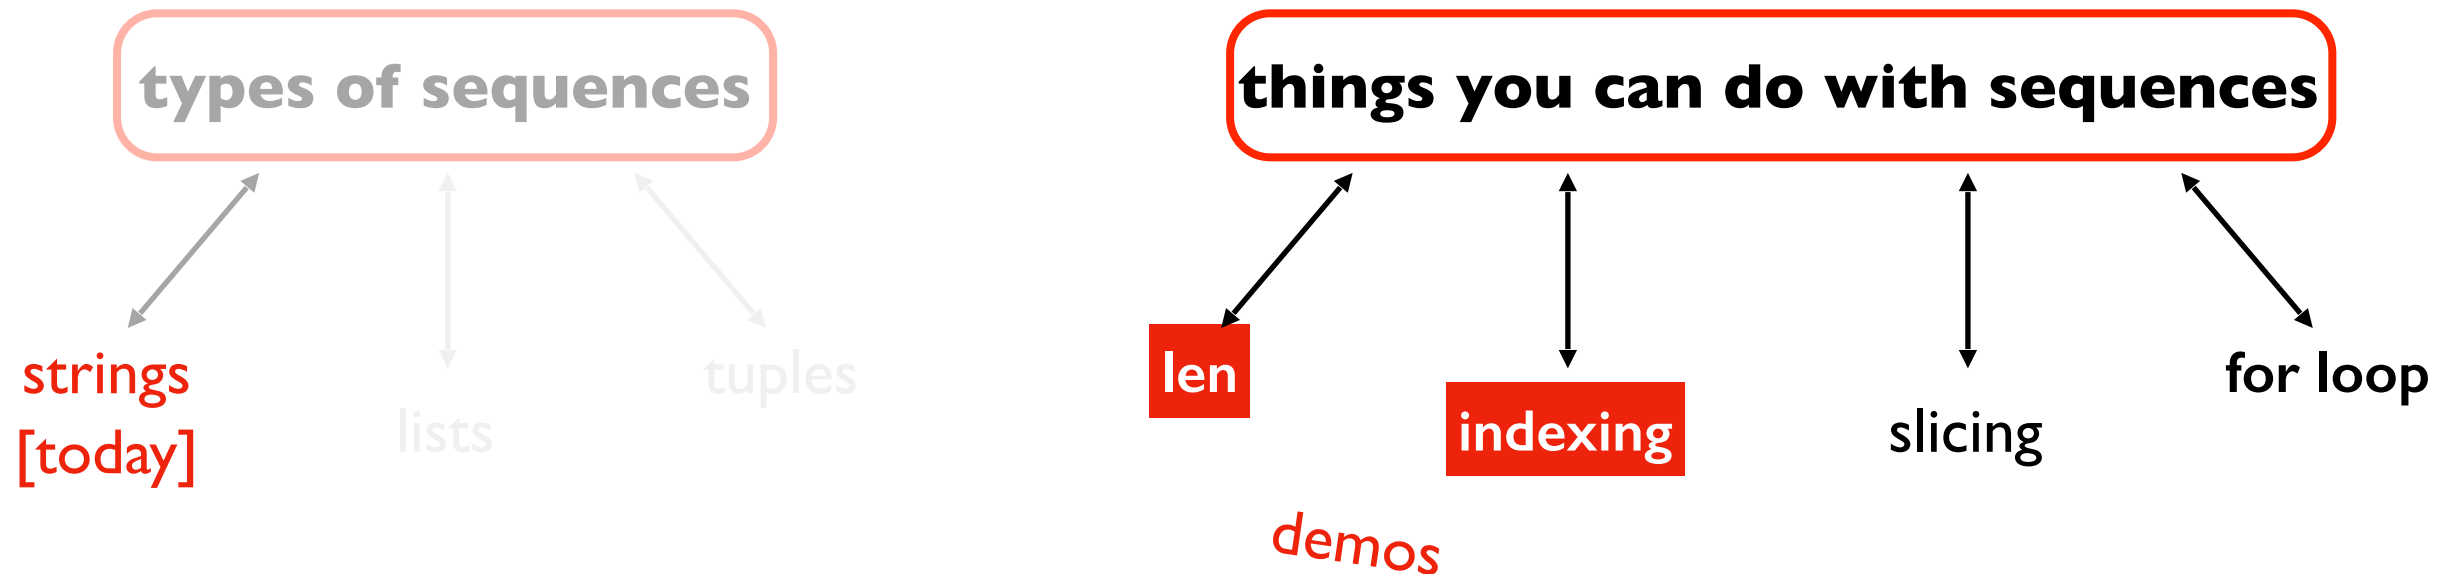 types of sequences
things you can do with sequences
strings
[today]
lists
tuples
len
indexing
slicing
for loop
demos